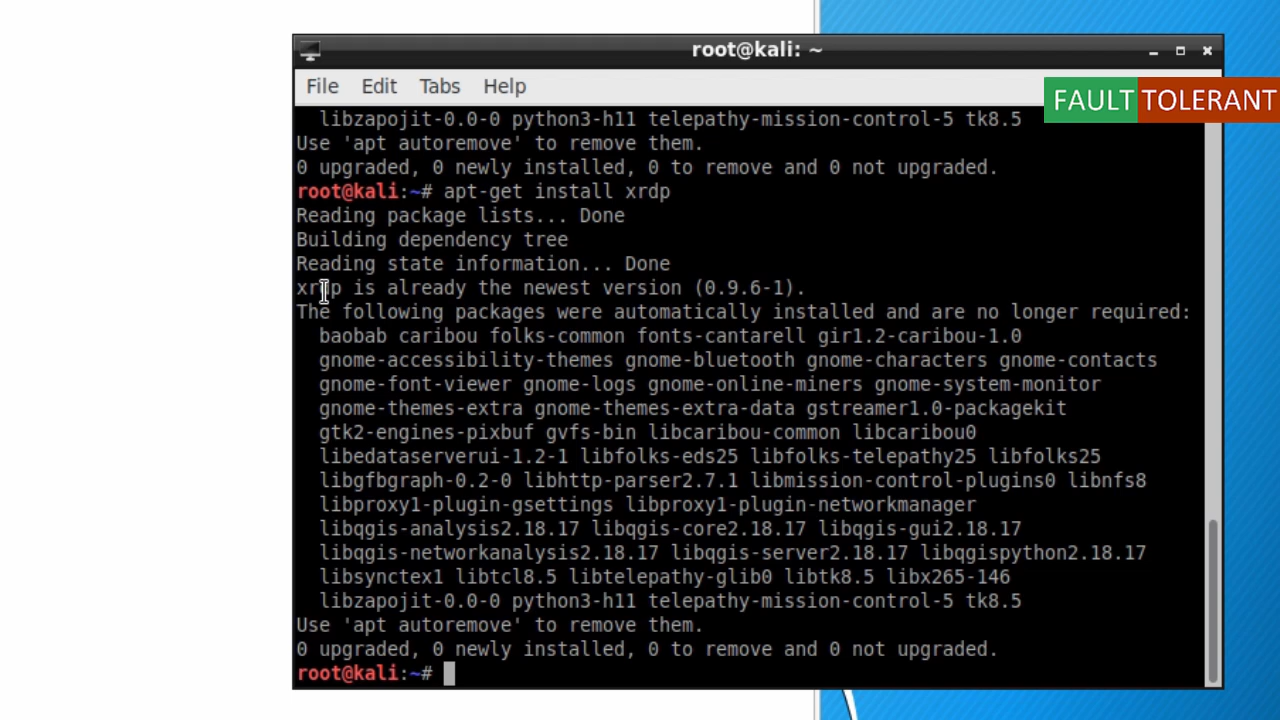 root@kali: ~
File Edit Tabs Help
FAULT TOLERANT
libzapojit-0.0-0 python3-h11 telepathy-mission-control-5 tk8.5
Use 'apt autoremove' to remove them.
0 upgraded, 0 newly installed, 0 to remove and 0 not upgraded.
root@kali:~# apt-get install xrdp
Reading package lists... Done
Building dependency tree
Reading state information... Done
xrdp is already the newest version (0.9.6-1).
The following packages were automatically installed and are no longer required:
baobab caribou folks-common fonts-cantarell gir1.2-caribou-1.0
gnome-accessibility-themes gnome-bluetooth gnome-characters gnome-contacts
gnome-font-viewer gnome-logs gnome-online-miners gnome-system-monitor
gnome-themes-extra gnome-themes-extra-data gstreamer1.0-packagekit
gtk2-engines-pixbuf gvfs-bin libcaribou-common libcaribou0
libedataserverui-1.2-1 libfolks-eds25 libfolks-telepathy25 libfolks25
libgfbgraph-0.2-0 libhttp-parser2.7.1 libmission-control-plugins0 libnfs8
libproxy1-plugin-gsettings libproxy1-plugin-networkmanager
libqgis-analysis2.18.17 libqgis-core2.18.17 libqgis-gui2.18.17
libqgis-networkanalysis2.18.17 libqgis-server2.18.17 libqgispython2.18.17
libsynctex1 libtcl8.5 libtelepathy-glib0 libtk8.5 libx265-146
libzapojit-0.0-0 python3-h11 telepathy-mission-control-5 tk8.5
Use 'apt autoremove' to remove them.
0 upgraded, 0 newly installed, 0 to remove and 0 not upgraded.
root@kali:~#